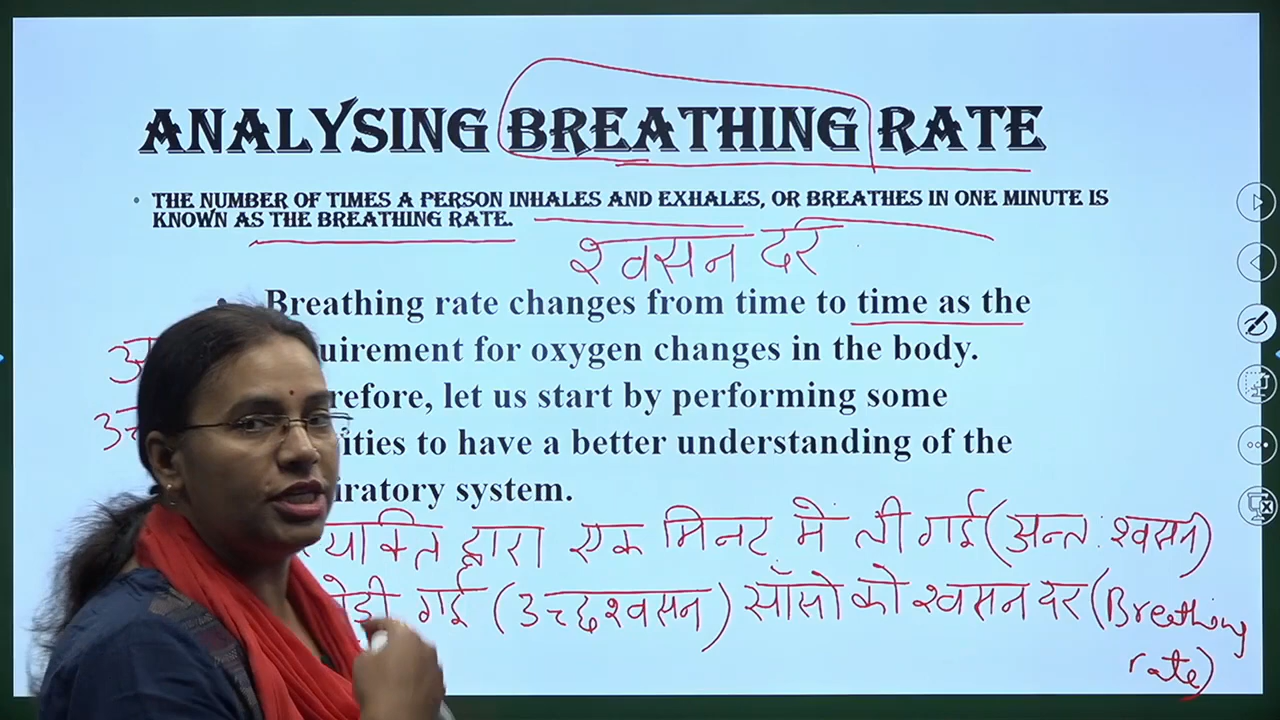 ANALYSING BREATHING RATE
• THE NUMBER OF TIMES A PERSON INHALES AND EXHALES, OR BREATHES IN ONE MINUTE IS
KNOWN AS THE BREATHING RATE.
श्वसन दर
Breathing rate changes from time to time as the
uirement for oxygen changes in the body.
refore, let us start by performing some
ities to have a better understanding of the
iratory system.
द्वारा एक मिनट में ली गई (अन्त : श्वसन)
गई (उच्छश्वसन) साँसो को श्वसन दर (Breathing
rate)